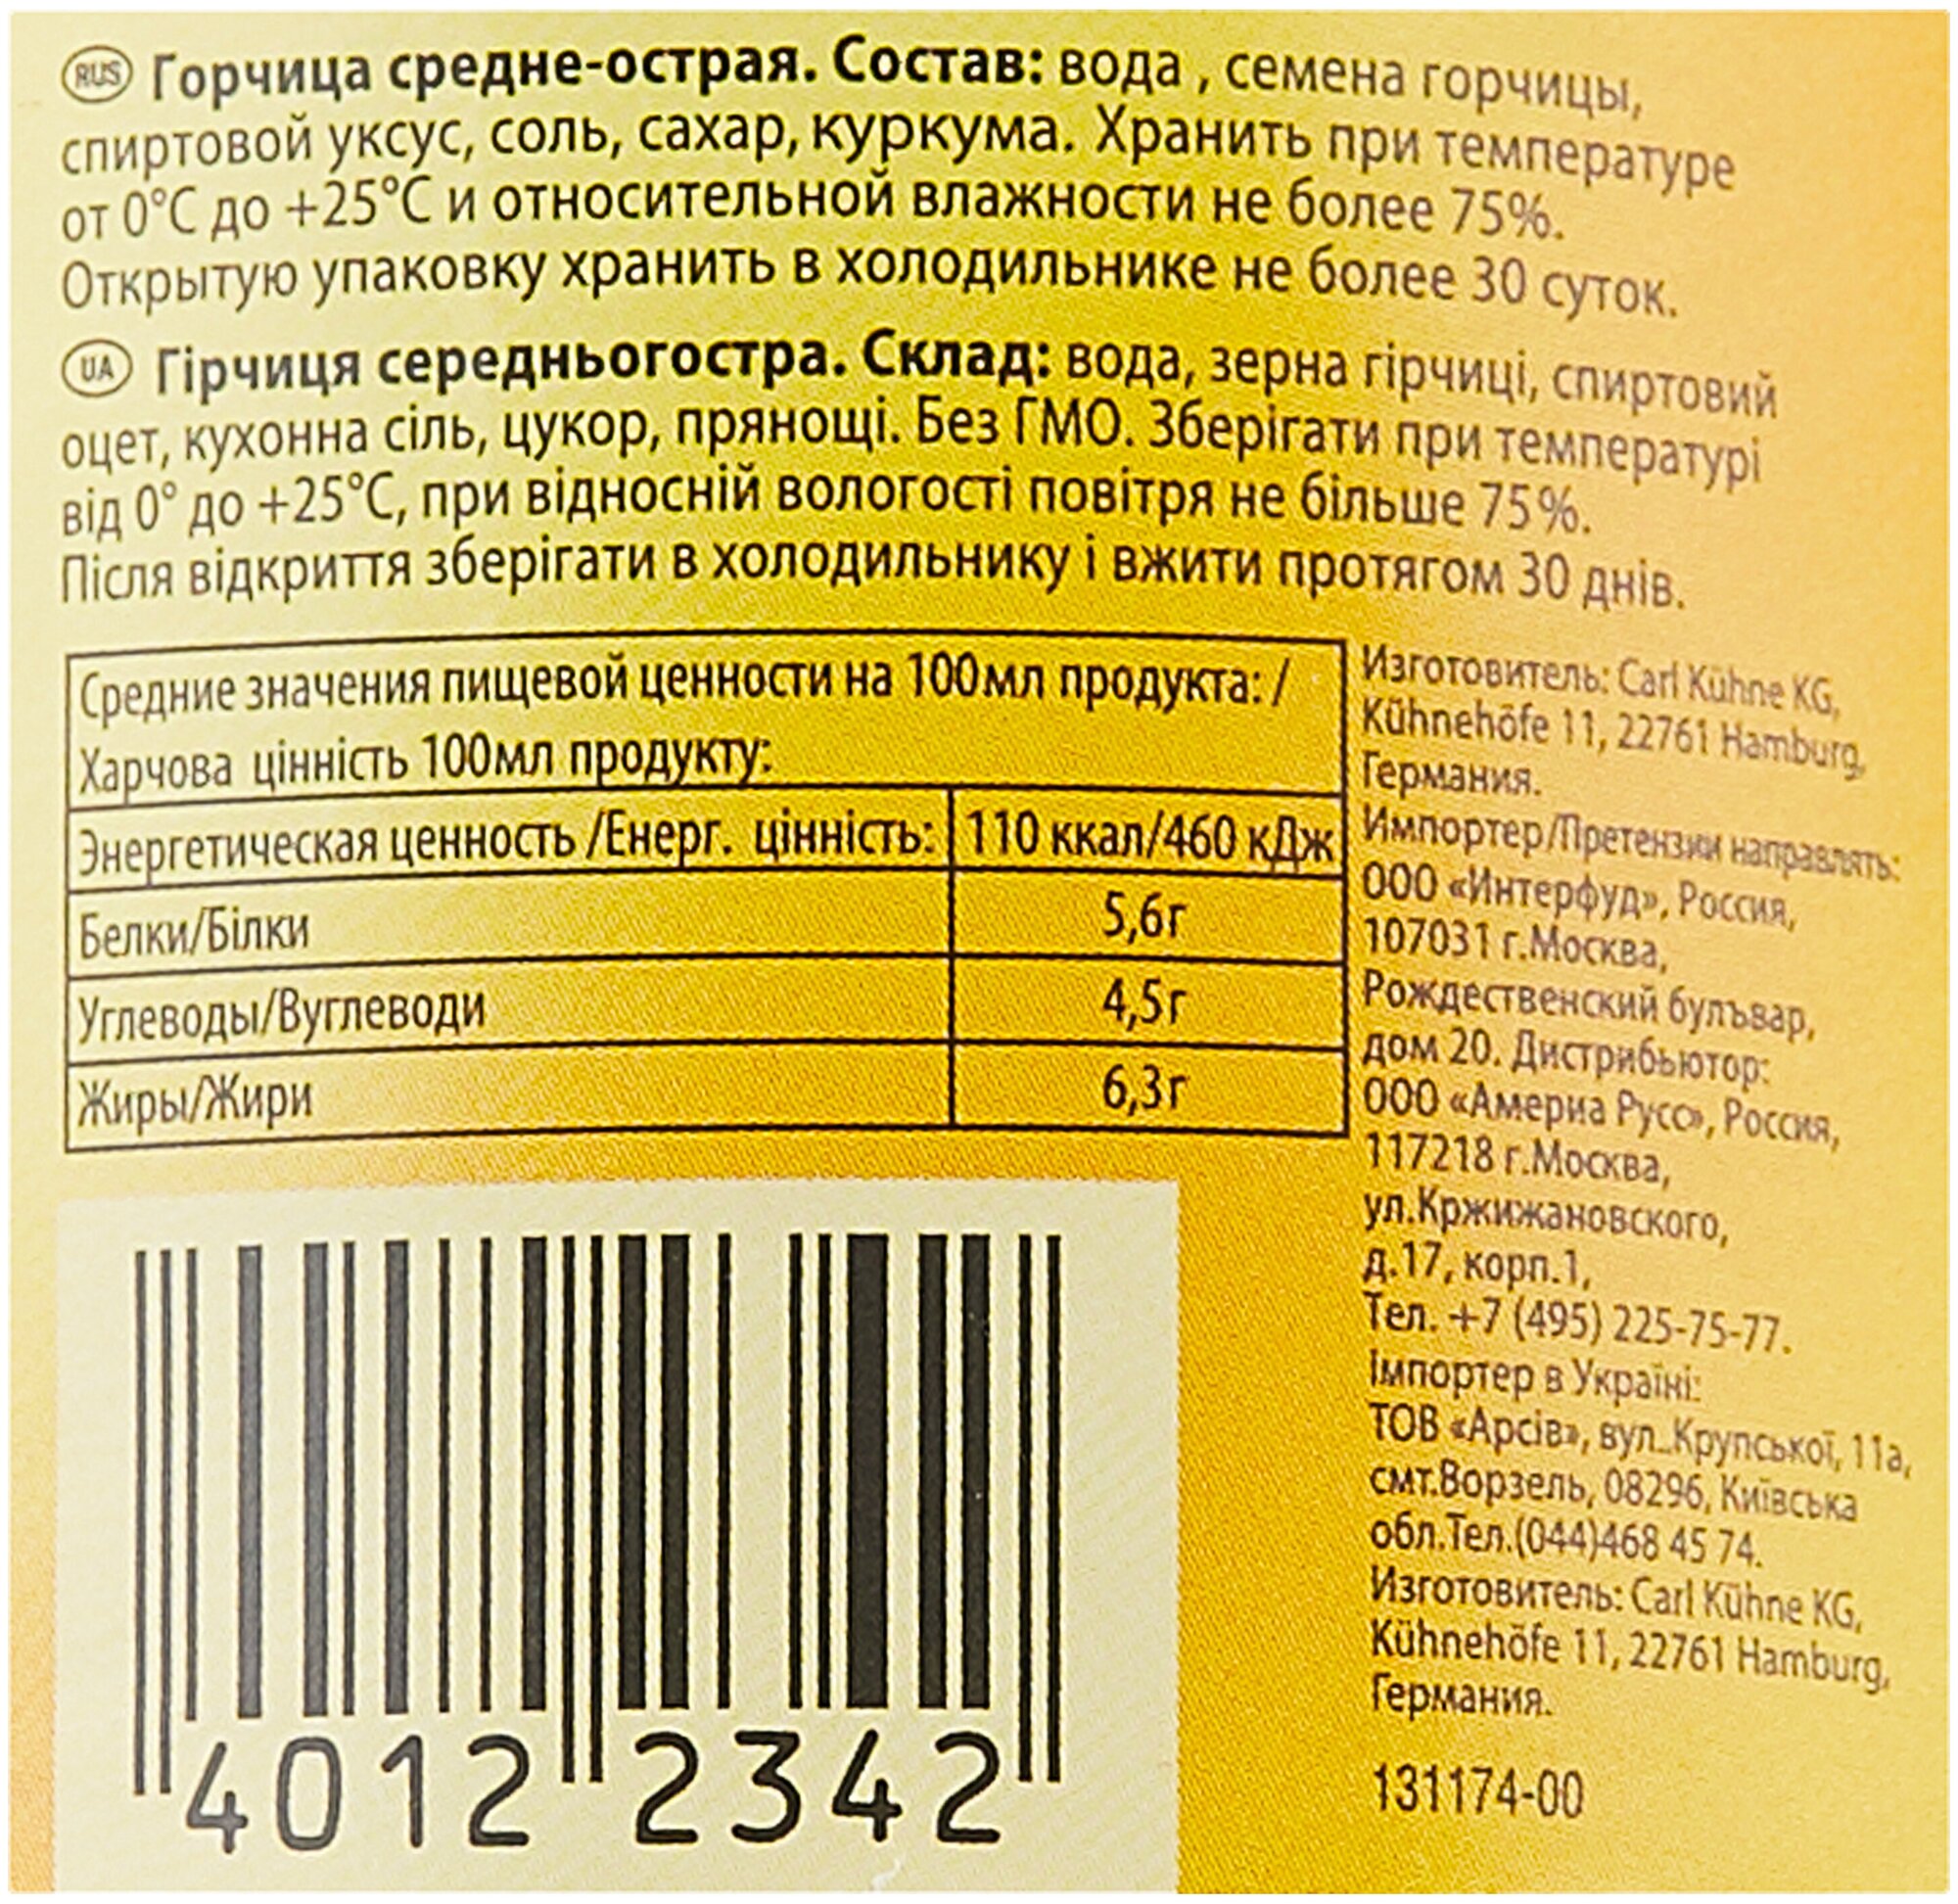 RUS Горчица средне-острая. Состав: вода , семена горчицы,
спиртовой уксус, соль, сахар, куркума. Хранить при температуре
от 0°С до +25°С и относительной влажности не более 75%.
Открытую упаковку хранить в холодильнике не более 30 суток.
UA Гірчиця середньогостра. Склад: вода, зерна гірчиці, спиртовий
оцет, кухонна сіль, цукор, прянощі. Без ГМО. Зберігати при температурі
від 0° до +25°С, при відносній вологості повітря не більше 75%.
Після відкриття зберігати в холодильнику і вжити протягом 30 днів.
Средние значения пищевой ценности на 100мл продукта: /
Харчова цінність 100мл продукту:
Энергетическая ценность /Енерг. цінність: 110 ккал/460 кДж
Белки/Білки 5,6г
Углеводы/Вуглеводи 4,5г
Жиры/Жири 6,3г
Изготовитель: Carl Kühne KG,
Kühnehöfe 11, 22761 Hamburg,
Германия.
Импортер/Претензии направлять:
ООО «Интерфуд», Россия,
107031 г.Москва,
Рождественский булъвар,
дом 20. Дистрибьютор:
ООО «Америа Русс», Россия,
117218 г.Москва,
ул.Кржижановского,
д.17, корп.1,
Тел. +7 (495) 225-75-77.
Імпортер в Україні:
ТОВ «Арсів», вул.Крупської, 11а,
смт.Ворзель, 08296, Київська
обл.Тел.(044)468 45 74.
Изготовитель: Carl Kühne KG,
Kühnehöfe 11, 22761 Hamburg,
Германия.
131174-00
4012 2342